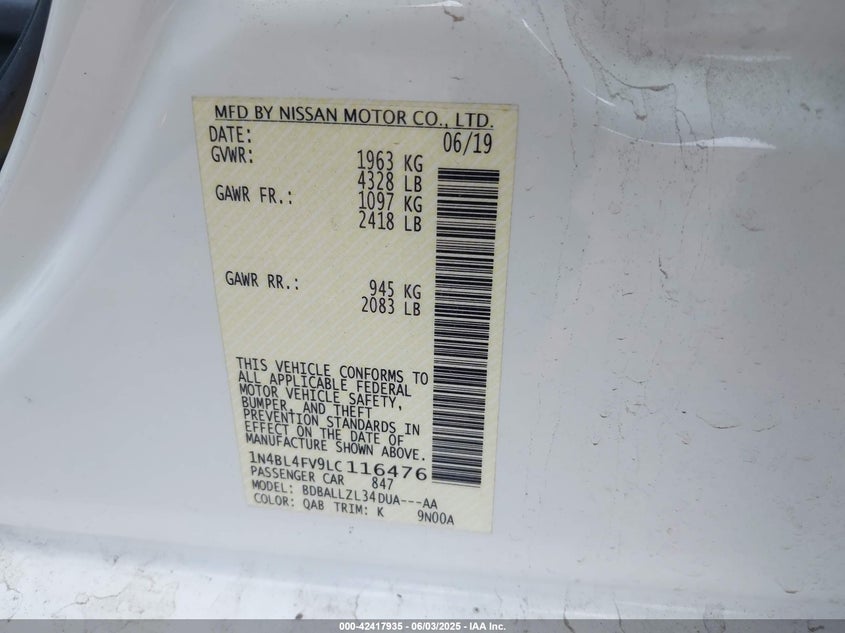 MFD BY NISSAN MOTOR CO., LTD.
DATE: 06/19
GVWR: 1963 KG
4328 LB
GAWR FR.: 1097 KG
2418 LB
GAWR RR.: 945 KG
2083 LB
THIS VEHICLE CONFORMS TO
ALL APPLICABLE FEDERAL
MOTOR VEHICLE SAFETY,
BUMPER, AND THEFT
PREVENTION STANDARDS IN
EFFECT ON THE DATE OF
MANUFACTURE SHOWN ABOVE.
1N4BL4FV9LC116476
PASSENGER CAR 847
MODEL: BDBALLZL34DUA---AA
COLOR: QAB TRIM: K 9N00A
000-42417935 - 06/03/2025 - IAA Inc.